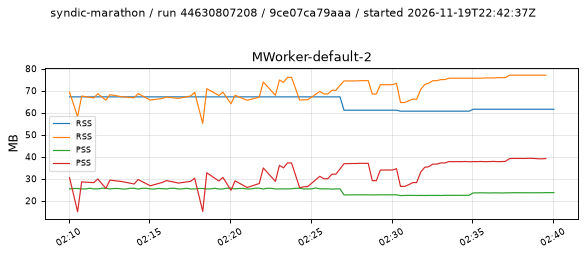 syndic-marathon / run 44630807208 / 9ce07ca79aaa / started 2026-11-19T22:42:37Z
MWorker-default-2
MB
80
70
60
50
40
30
20
RSS
RSS
PSS
PSS
02:10
02:15
02:20
02:25
02:30
02:35
02:40